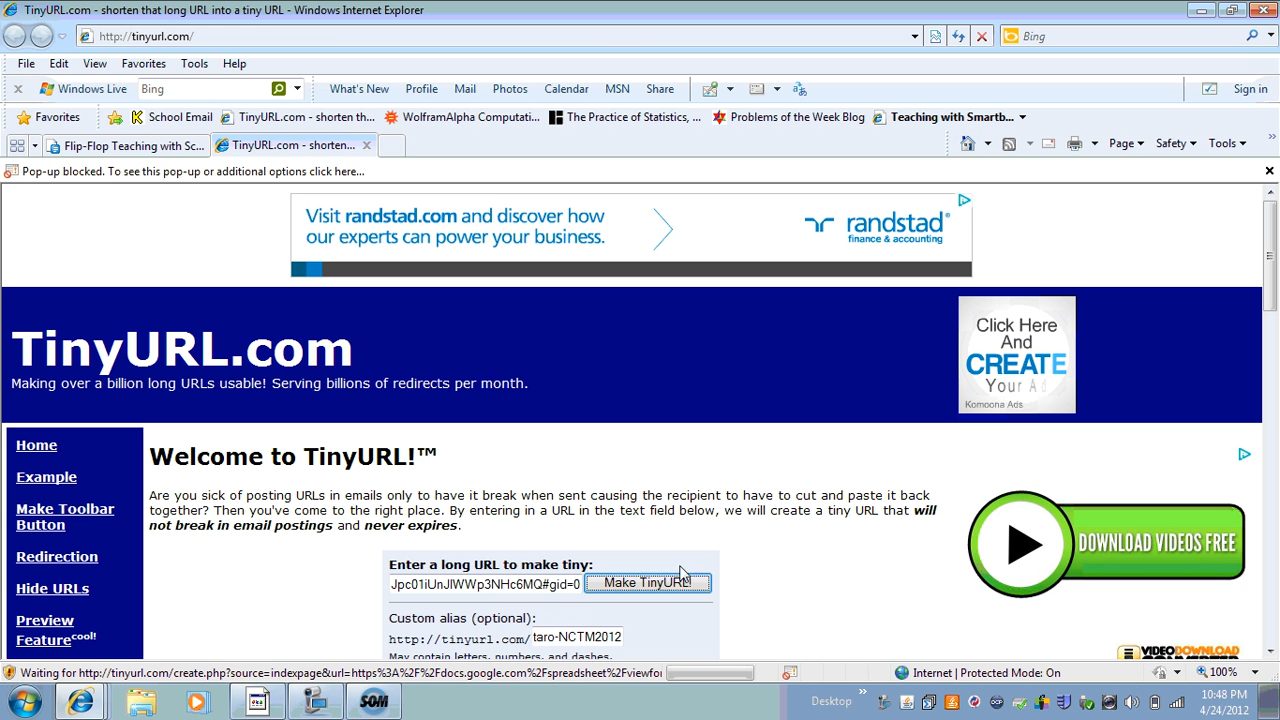 TinyURL.com - shorten that long URL into a tiny URL - Windows Internet Explorer
http://tinyurl.com/
Bing
File Edit View Favorites Tools Help
Windows Live Bing What's New Profile Mail Photos Calendar MSN Share Sign in
Favorites School Email TinyURL.com - shorten th... WolframAlpha Computati... The Practice of Statistics, ... Problems of the Week Blog Teaching with Smartb...
Flip-Flop Teaching with Sc... TinyURL.com - shorten... Page Safety Tools
Pop-up blocked. To see this pop-up or additional options click here...
Visit randstad.com and discover how
our experts can power your business.
randstad
finance & accounting
TinyURL.com
Making over a billion long URLs usable! Serving billions of redirects per month.
Click Here
And
CREATE
Your Ad
Komoona Ads
Home
Example
Make Toolbar
Button
Redirection
Hide URLs
Preview
Feature cool!
Welcome to TinyURL!™
Are you sick of posting URLs in emails only to have it break when sent causing the recipient to have to cut and paste it back
together? Then you've come to the right place. By entering in a URL in the text field below, we will create a tiny URL that will
not break in email postings and never expires.
Enter a long URL to make tiny:
Jpc01iUnJlWWp3NHc6MQ#gid=0 Make TinyURL!
Custom alias (optional):
http://tinyurl.com/ taro-NCTM2012
May contain letters, numbers, and dashes.
DOWNLOAD VIDEOS FREE
VIDEODOWNLOAD
Waiting for http://tinyurl.com/create.php?source=indexpage&url=https%3A%2F%2Fdocs.google.com%2Fspreadsheet%2Fviewfor
Internet | Protected Mode: On 100%
SOM Desktop 10:48 PM
4/24/2012